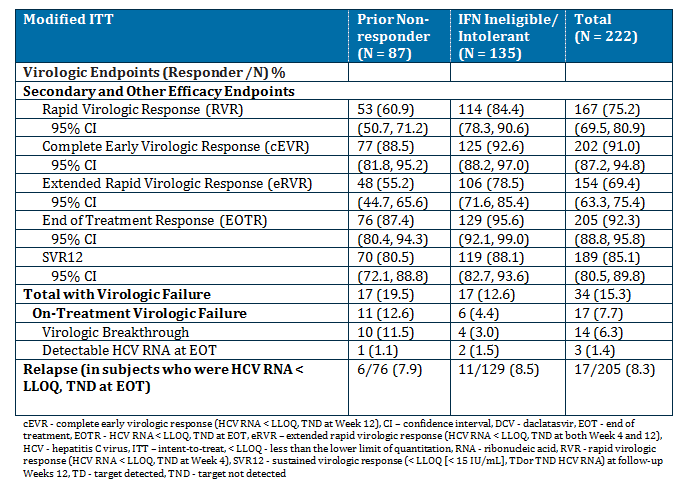 Modified ITT Prior Non-responder (N = 87) IFN Ineligible/ Intolerant (N = 135) Total (N = 222)
Virologic Endpoints (Responder /N) %
Secondary and Other Efficacy Endpoints
Rapid Virologic Response (RVR) 53 (60.9) 114 (84.4) 167 (75.2)
95% CI (50.7, 71.2) (78.3, 90.6) (69.5, 80.9)
Complete Early Virologic Response (cEVR) 77 (88.5) 125 (92.6) 202 (91.0)
95% CI (81.8, 95.2) (88.2, 97.0) (87.2, 94.8)
Extended Rapid Virologic Response (eRVR) 48 (55.2) 106 (78.5) 154 (69.4)
95% CI (44.7, 65.6) (71.6, 85.4) (63.3, 75.4)
End of Treatment Response (EOTR) 76 (87.4) 129 (95.6) 205 (92.3)
95% CI (80.4, 94.3) (92.1, 99.0) (88.8, 95.8)
SVR12 70 (80.5) 119 (88.1) 189 (85.1)
95% CI (72.1, 88.8) (82.7, 93.6) (80.5, 89.8)
Total with Virologic Failure 17 (19.5) 17 (12.6) 34 (15.3)
On-Treatment Virologic Failure 11 (12.6) 6 (4.4) 17 (7.7)
Virologic Breakthrough 10 (11.5) 4 (3.0) 14 (6.3)
Detectable HCV RNA at EOT 1 (1.1) 2 (1.5) 3 (1.4)
Relapse (in subjects who were HCV RNA < 6/76 (7.9) 11/129 (8.5) 17/205 (8.3)
LLOQ, TND at EOT)
cEVR - complete early virologic response (HCV RNA < LLOQ, TND at Week 12), CI – confidence interval, DCV - daclatasvir, EOT - end of
treatment, EOTR - HCV RNA < LLOQ, TND at EOT, eRVR – extended rapid virologic response (HCV RNA < LLOQ, TND at both Week 4 and 12),
HCV - hepatitis C virus, ITT – intent-to-treat, < LLOQ - less than the lower limit of quantitation, RNA - ribonudeic acid, RVR - rapid virologic
response (HCV RNA < LLOQ, TND at Week 4), SVR12 - sustained virologic response (< LLOQ [< 15 IU/mL], TD or TND HCV RNA) at follow-up
Weeks 12, TD - target detected, TND - target not detected